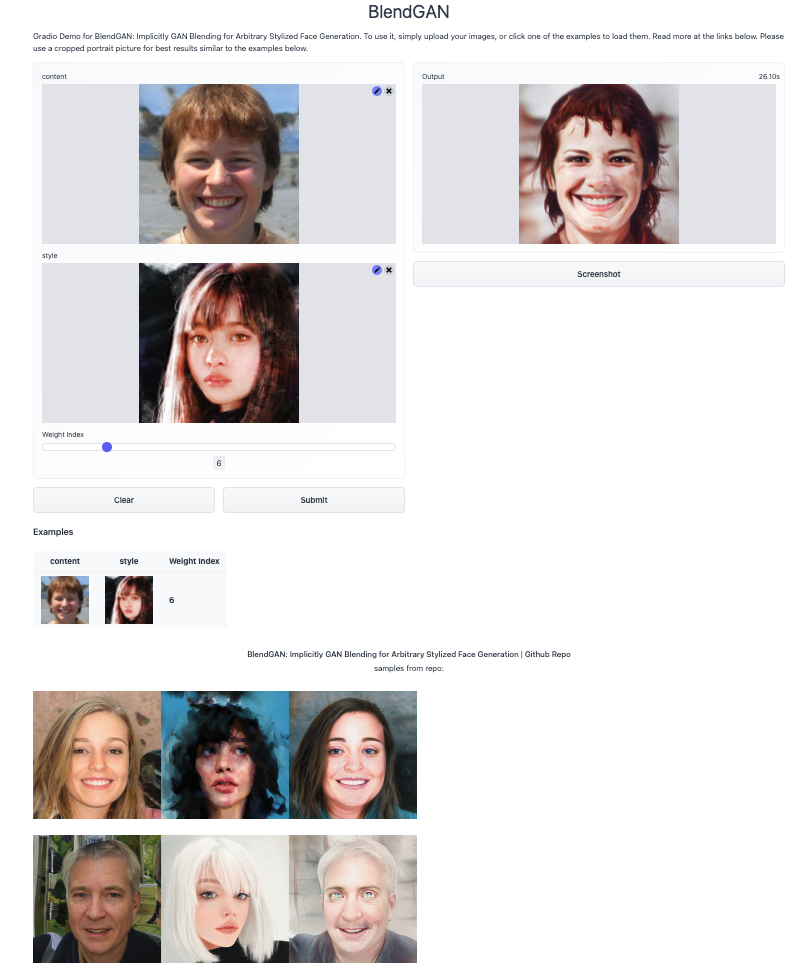 BlendGAN
Gradio Demo for BlendGAN: Implicitly GAN Blending for Arbitrary Stylized Face Generation. To use it, simply upload your images, or click one of the examples to load them. Read more at the links below. Please
use a cropped portrait picture for best results similar to the examples below.
content
style
Weight Index
6
Clear
Submit
Output
26.10s
Screenshot
Examples
content style Weight Index
6
BlendGAN: Implicitly GAN Blending for Arbitrary Stylized Face Generation | Github Repo
samples from repo: